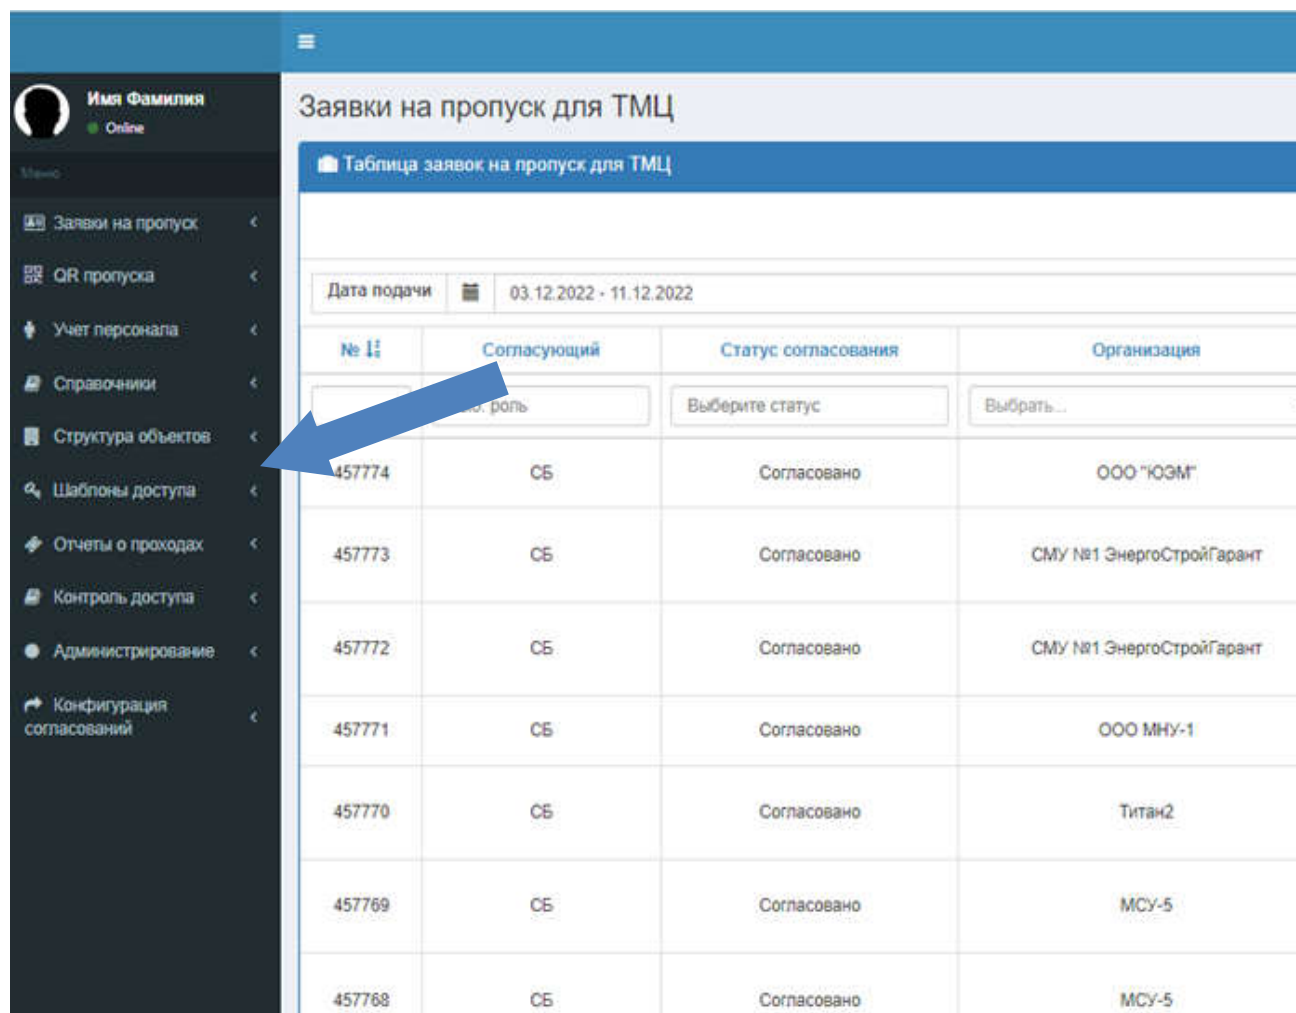 Имя Фамилия
Online
Меню
Заявки на пропуск
QR пропуска
Учет персонала
Справочники
Структура объектов
Шаблоны доступа
Отчеты о проходах
Контроль доступа
Администрирование
Конфигурация
согласований
Заявки на пропуск для ТМЦ
Таблица заявок на пропуск для ТМЦ
Дата подачи 03.12.2022 - 11.12.2022
№ Согласующий Статус согласования Организация
роль Выберите статус Выбрать...
457774 СБ Согласовано ООО "ЮЭМ"
457773 СБ Согласовано СМУ №1 ЭнергоСтройГарант
457772 СБ Согласовано СМУ №1 ЭнергоСтройГарант
457771 СБ Согласовано ООО МНУ-1
457770 СБ Согласовано Титан2
457769 СБ Согласовано МСУ-5
457768 СБ Согласовано МСУ-5